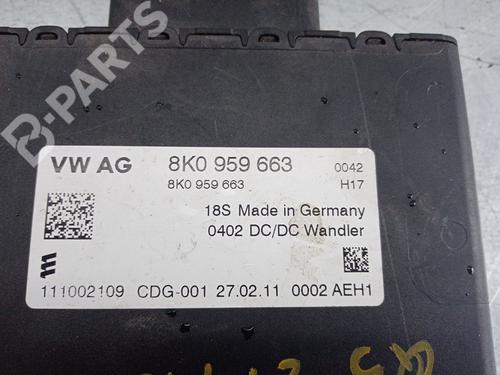 B-PARTS
VW AG 8K0 959 663 0042
8K0 959 663 H17
18S Made in Germany
0402 DC/DC Wandler
111002109 CDG-001 27.02.11 0002 AEH1